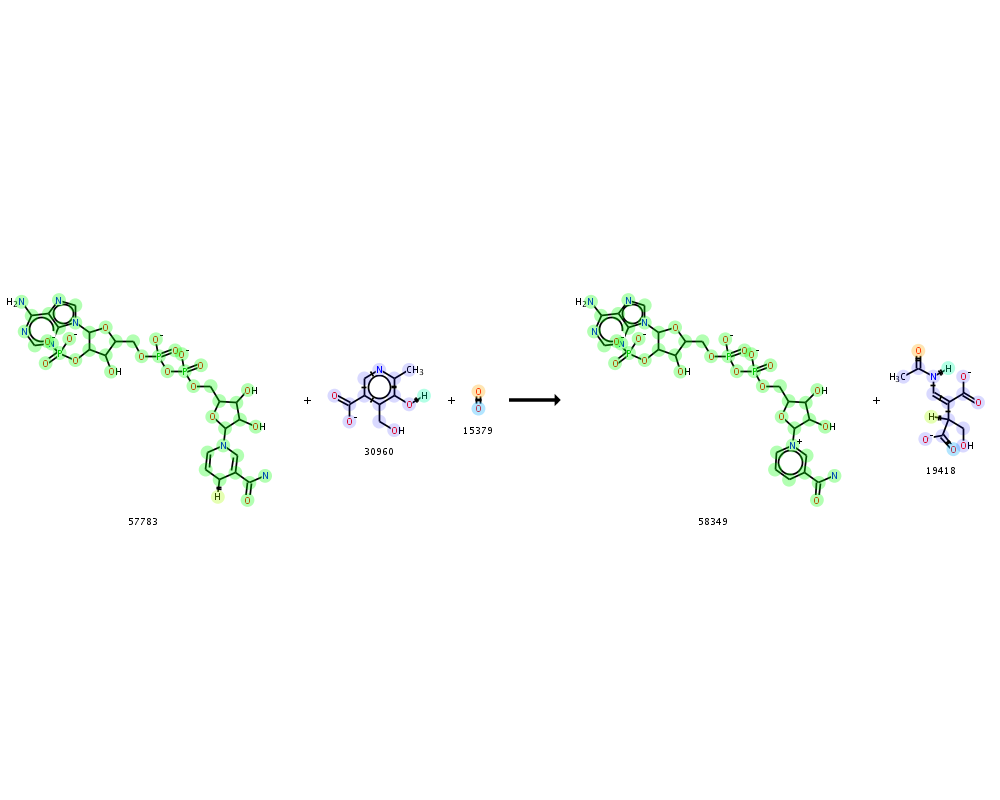 H2N N N O O- O- O- O-
N N O O O P P P O
O P O OH O O
O OH
O OH
N
N
H O
57783
+
O N CH3
O H
O- OH
30960
+
O
O
15379
H2N N N O O- O- O- O-
N N O O O P P P O
O P O OH O O
O OH
O OH
N+
N
O
58349
+
O
H3C N H O-
H O
O- O OH
19418